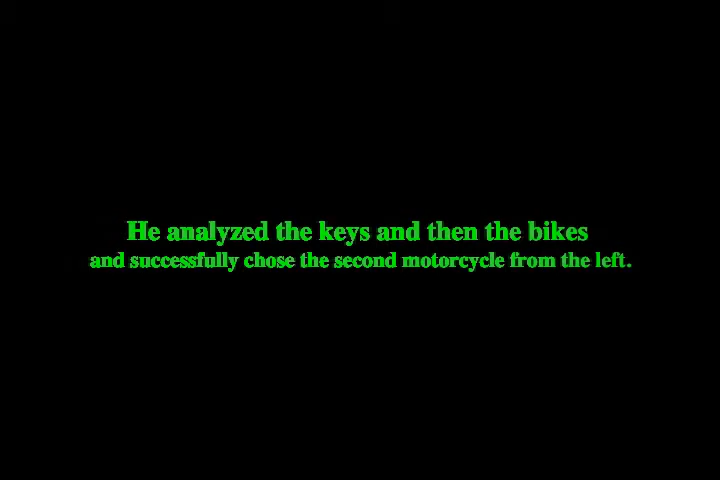 He analyzed the keys and then the bikes
and successfully chose the second motorcycle from the left.